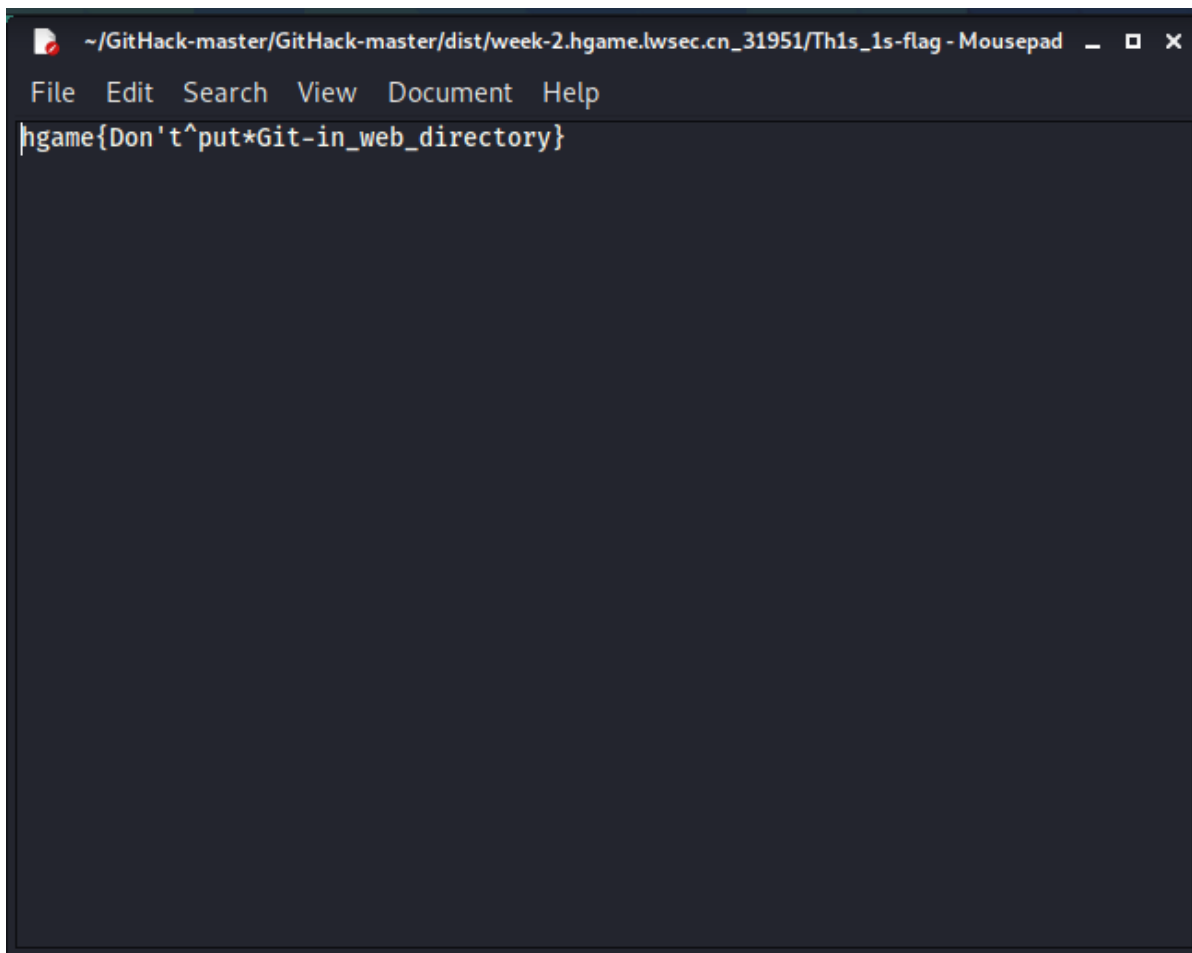 ~/GitHack-master/GitHack-master/dist/week-2.hgame.lwsec.cn_31951/Th1s_1s-flag - Mousepad
File Edit Search View Document Help
hgame{Don't^put*Git-in_web_directory}